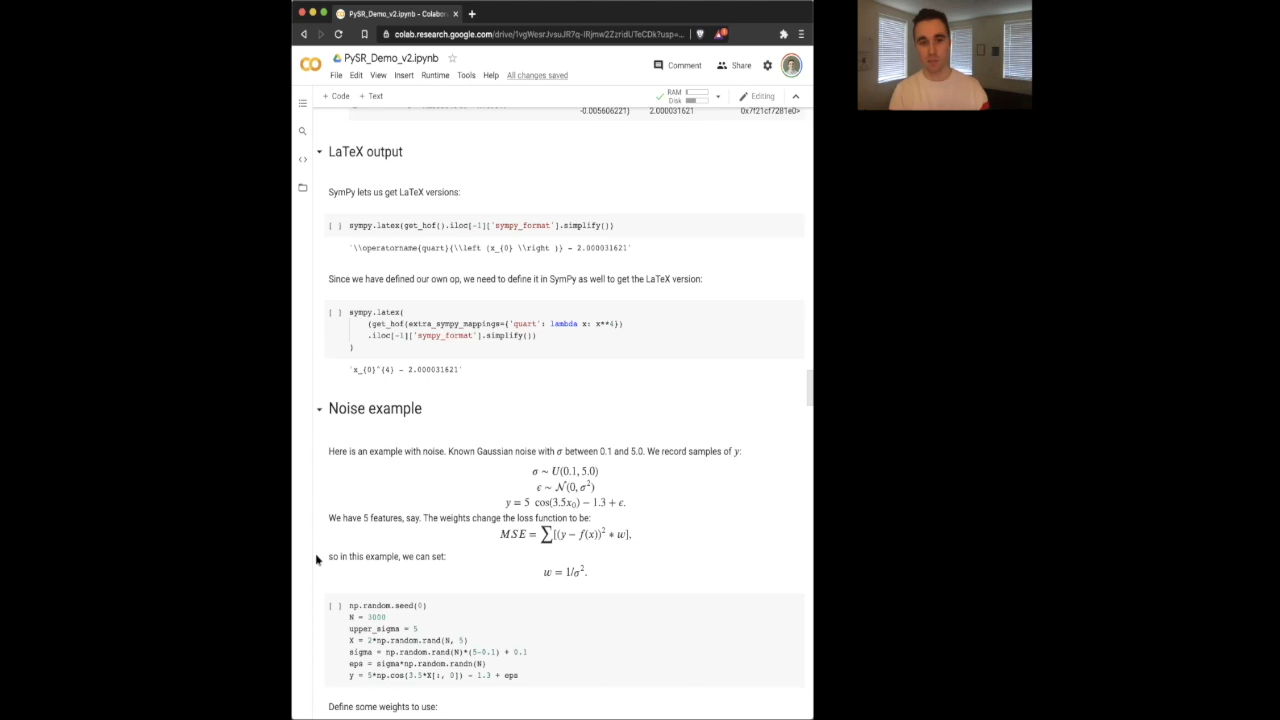 PySR_Demo_v2.ipynb - Colabor
colab.research.google.com/drive/1vgWesrJvsuJR7q-IRjmw2ZzridUTeCDk?usp=...
PySR_Demo_v2.ipynb
Comment
Share
File Edit View Insert Runtime Tools Help All changes saved
+ Code + Text
RAM
Disk
Editing
-0.005606221) 2.000031621 0x7f21cf7281e0>
LaTeX output
SymPy lets us get LaTeX versions:
[ ] sympy.latex(get_hof().iloc[-1]['sympy_format'].simplify())
'\\operatorname{quart}{\\left (x_{0} \\right )} - 2.000031621'
Since we have defined our own op, we need to define it in SymPy as well to get the LaTeX version:
[ ] sympy.latex(
(get_hof(extra_sympy_mappings={'quart': lambda x: x**4})
.iloc[-1]['sympy_format'].simplify())
)
'x_{0}^{4} - 2.000031621'
Noise example
Here is an example with noise. Known Gaussian noise with σ between 0.1 and 5.0. We record samples of y:
σ ~ U(0.1, 5.0)
ϵ ~ 𝒩(0, σ²)
y = 5 cos(3.5x₀) − 1.3 + ϵ.
We have 5 features, say. The weights change the loss function to be:
MSE = ∑[(y − f(x))² * w],
so in this example, we can set:
w = 1/σ².
[ ] np.random.seed(0)
N = 3000
upper_sigma = 5
X = 2*np.random.rand(N, 5)
sigma = np.random.rand(N)*(5-0.1) + 0.1
eps = sigma*np.random.randn(N)
y = 5*np.cos(3.5*X[:, 0]) - 1.3 + eps
Define some weights to use: